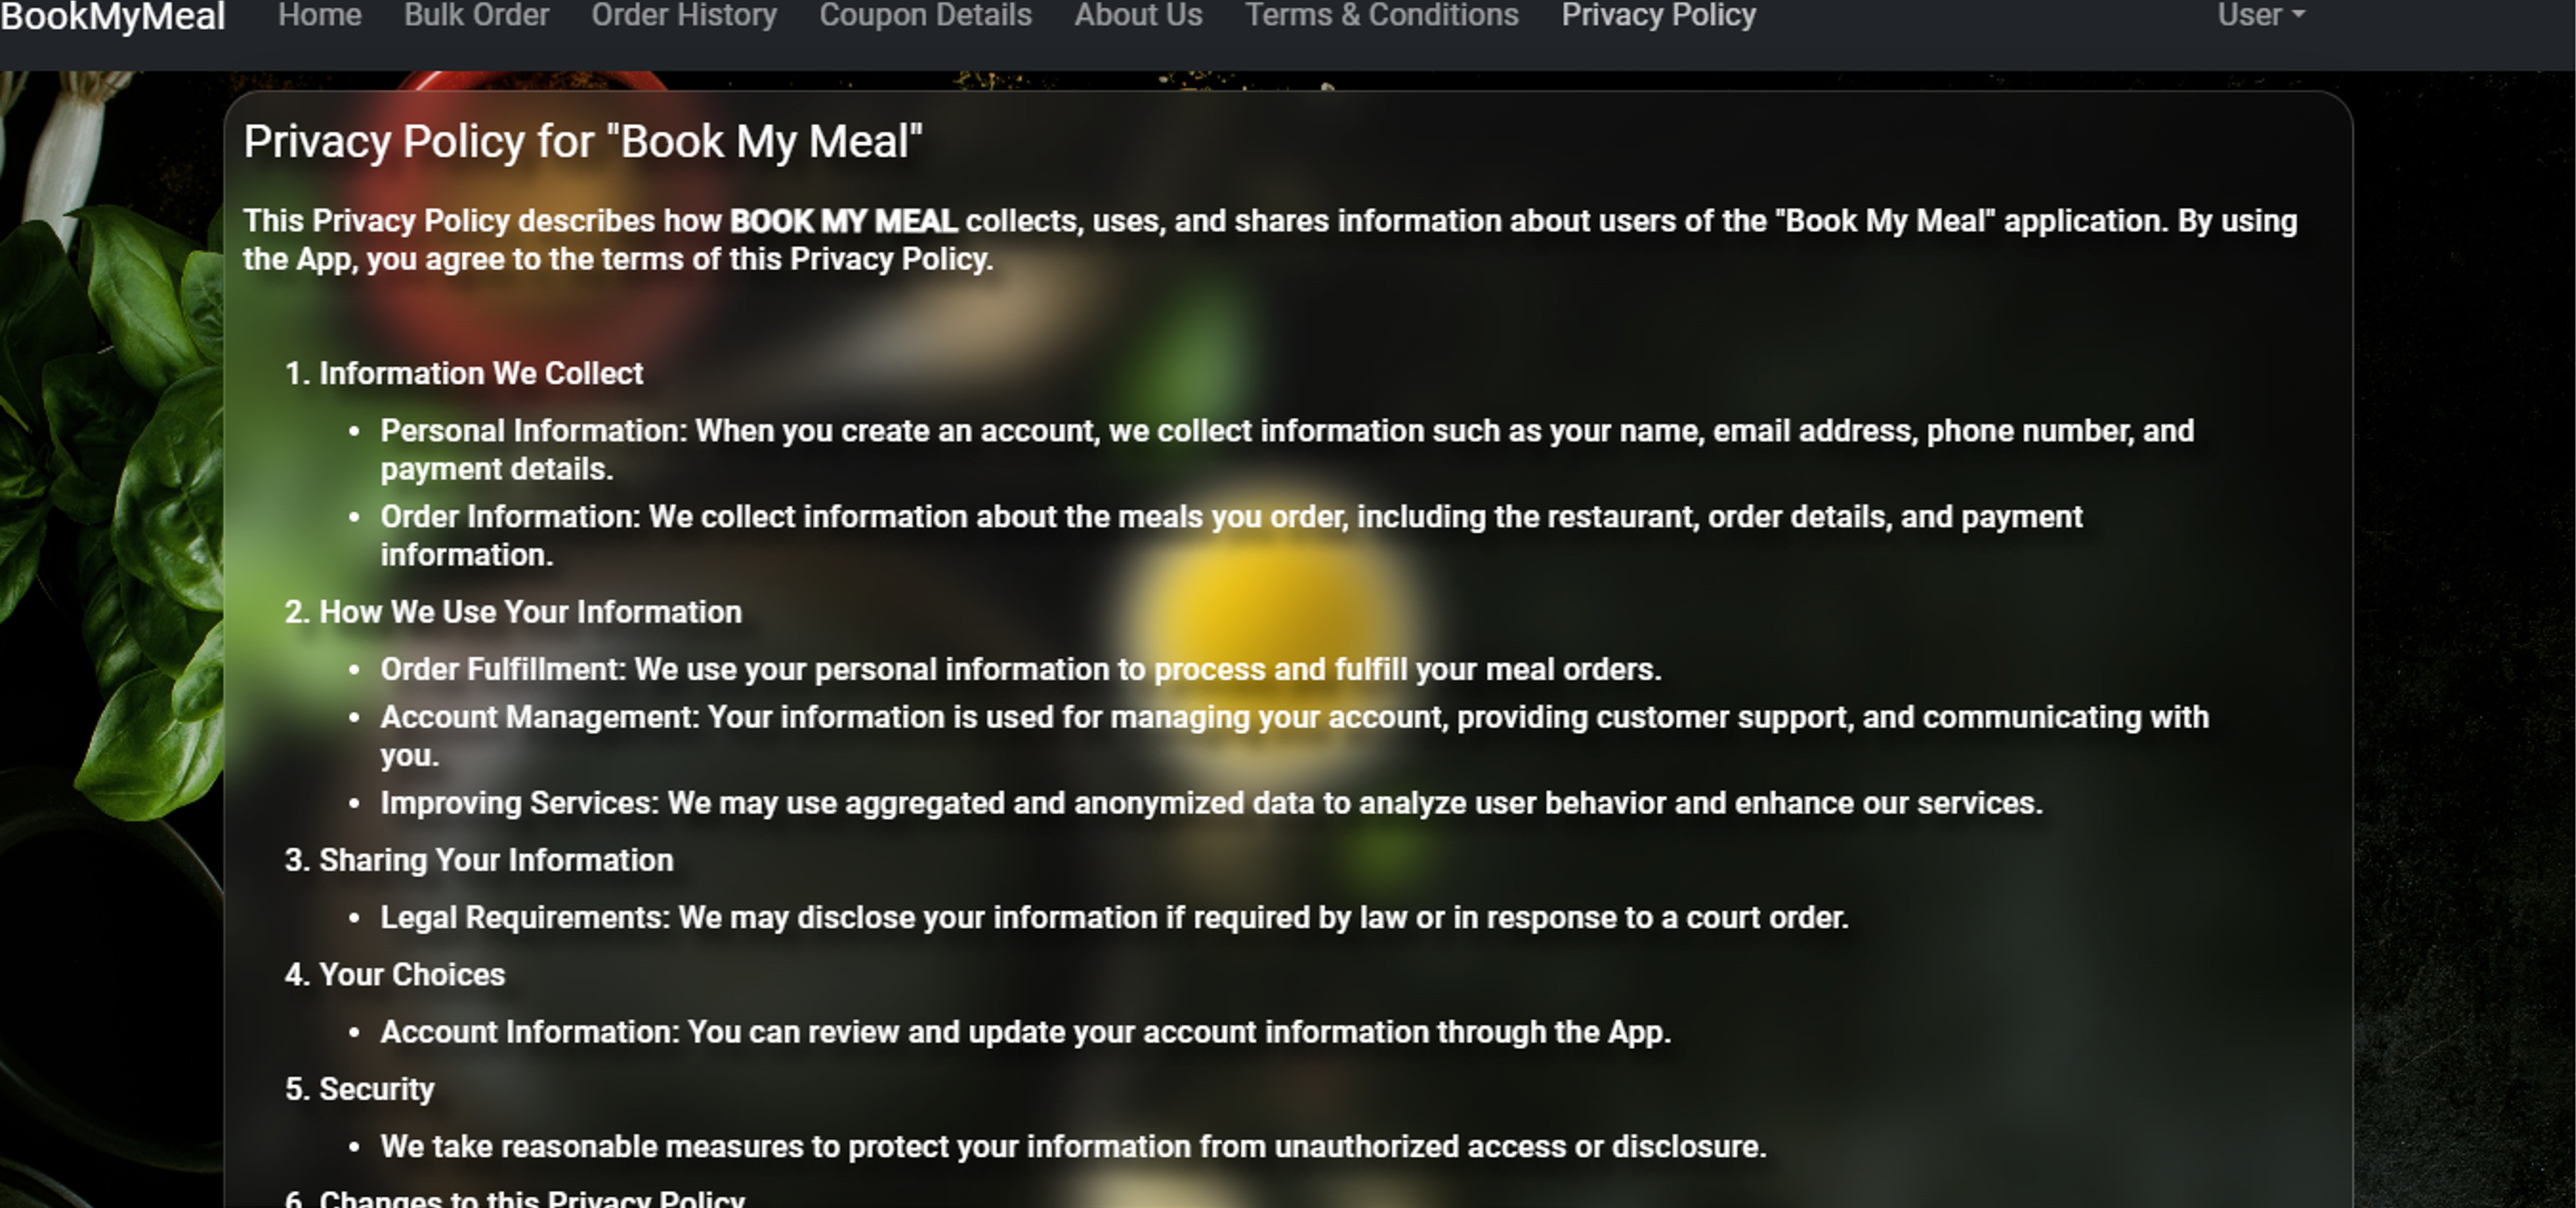 BookMyMeal Home Bulk Order Order History Coupon Details About Us Terms & Conditions Privacy Policy User
Privacy Policy for "Book My Meal"
This Privacy Policy describes how BOOK MY MEAL collects, uses, and shares information about users of the "Book My Meal" application. By using
the App, you agree to the terms of this Privacy Policy.
1. Information We Collect
• Personal Information: When you create an account, we collect information such as your name, email address, phone number, and
payment details.
• Order Information: We collect information about the meals you order, including the restaurant, order details, and payment
information.
2. How We Use Your Information
• Order Fulfillment: We use your personal information to process and fulfill your meal orders.
• Account Management: Your information is used for managing your account, providing customer support, and communicating with
you.
• Improving Services: We may use aggregated and anonymized data to analyze user behavior and enhance our services.
3. Sharing Your Information
• Legal Requirements: We may disclose your information if required by law or in response to a court order.
4. Your Choices
• Account Information: You can review and update your account information through the App.
5. Security
• We take reasonable measures to protect your information from unauthorized access or disclosure.
6. Changes to this Privacy Policy